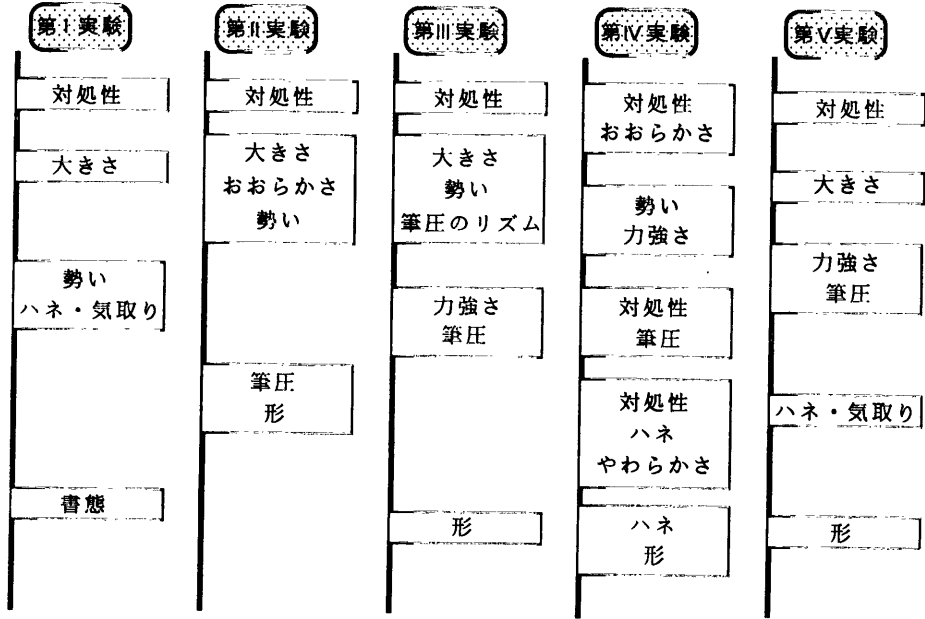 第Ⅰ実験
対処性
大きさ
勢い
ハネ・気取り
書態
第Ⅱ実験
対処性
大きさ
おおらかさ
勢い
筆圧
形
第Ⅲ実験
対処性
大きさ
勢い
筆圧のリズム
力強さ
筆圧
形
第Ⅳ実験
対処性
おおらかさ
勢い
力強さ
対処性
筆圧
対処性
ハネ
やわらかさ
ハネ
形
第Ⅴ実験
対処性
大きさ
力強さ
筆圧
ハネ・気取り
形